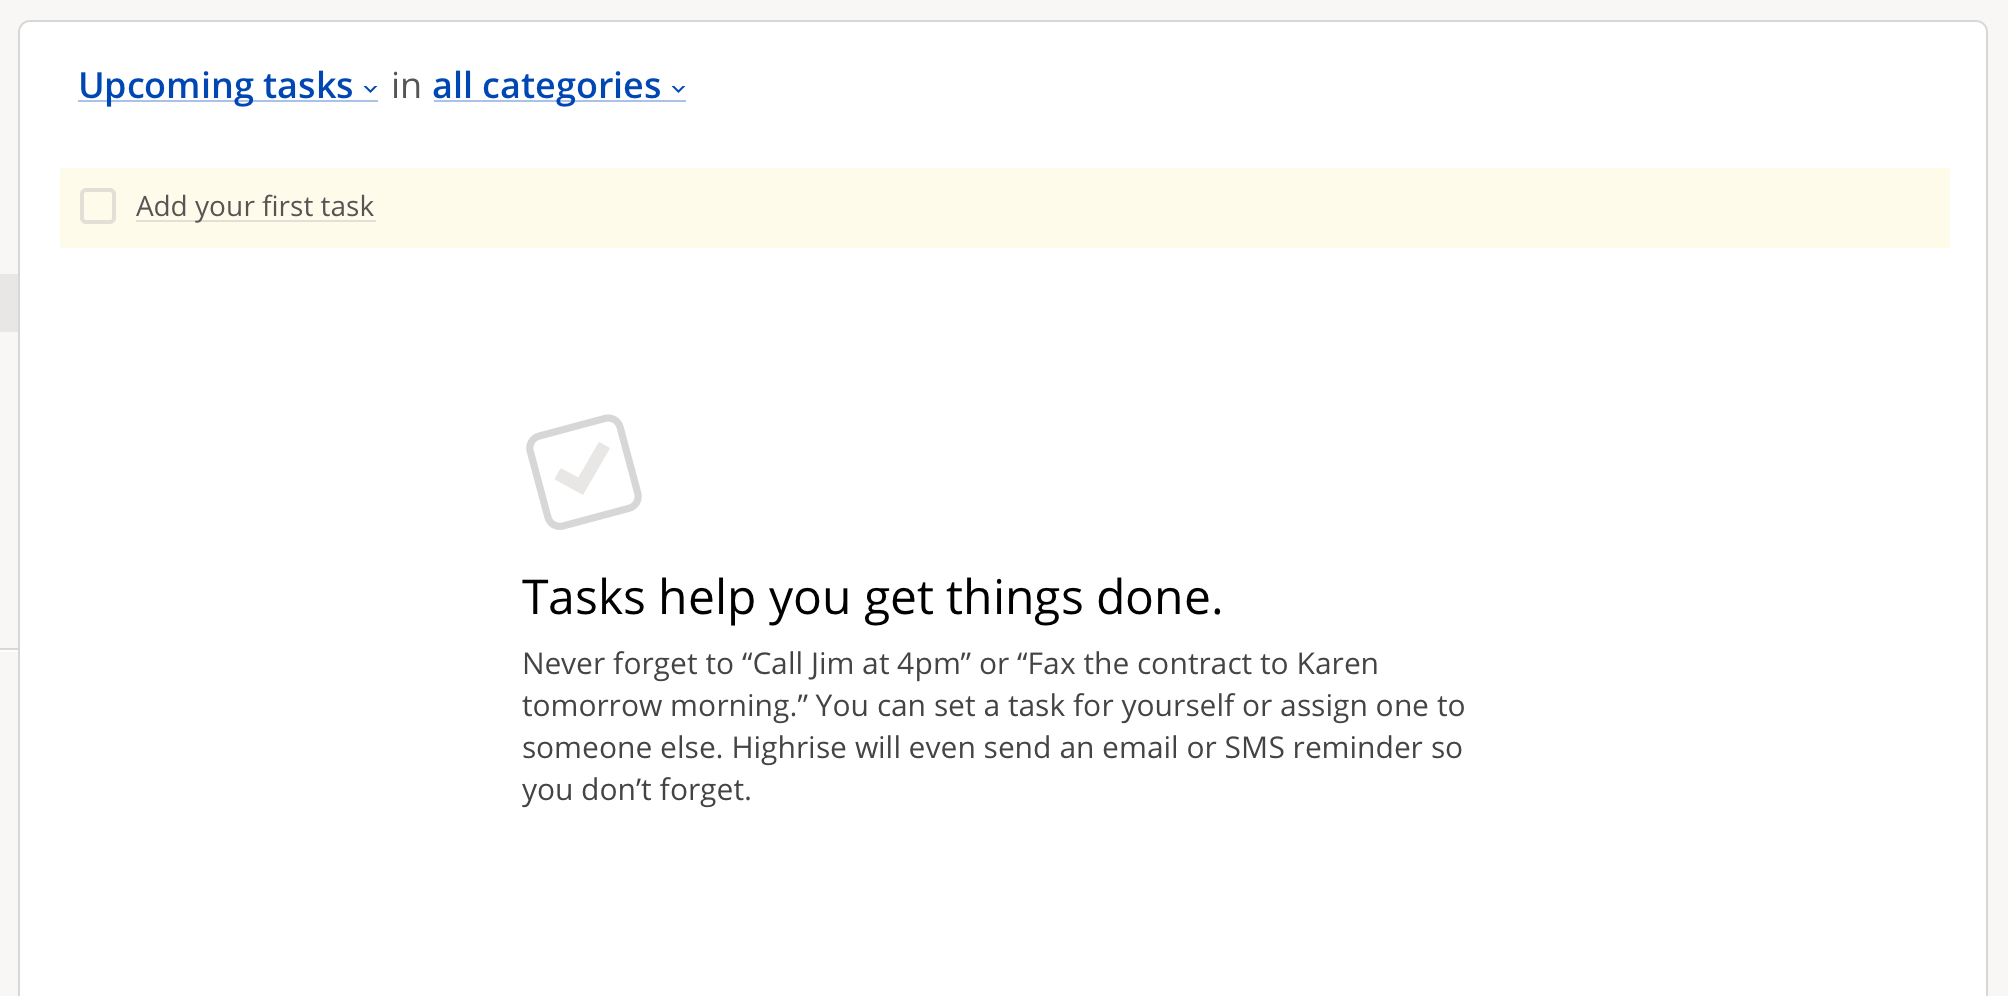 Upcoming tasks in all categories
Add your first task
Tasks help you get things done.
Never forget to “Call Jim at 4pm” or “Fax the contract to Karen
tomorrow morning.” You can set a task for yourself or assign one to
someone else. Highrise will even send an email or SMS reminder so
you don’t forget.